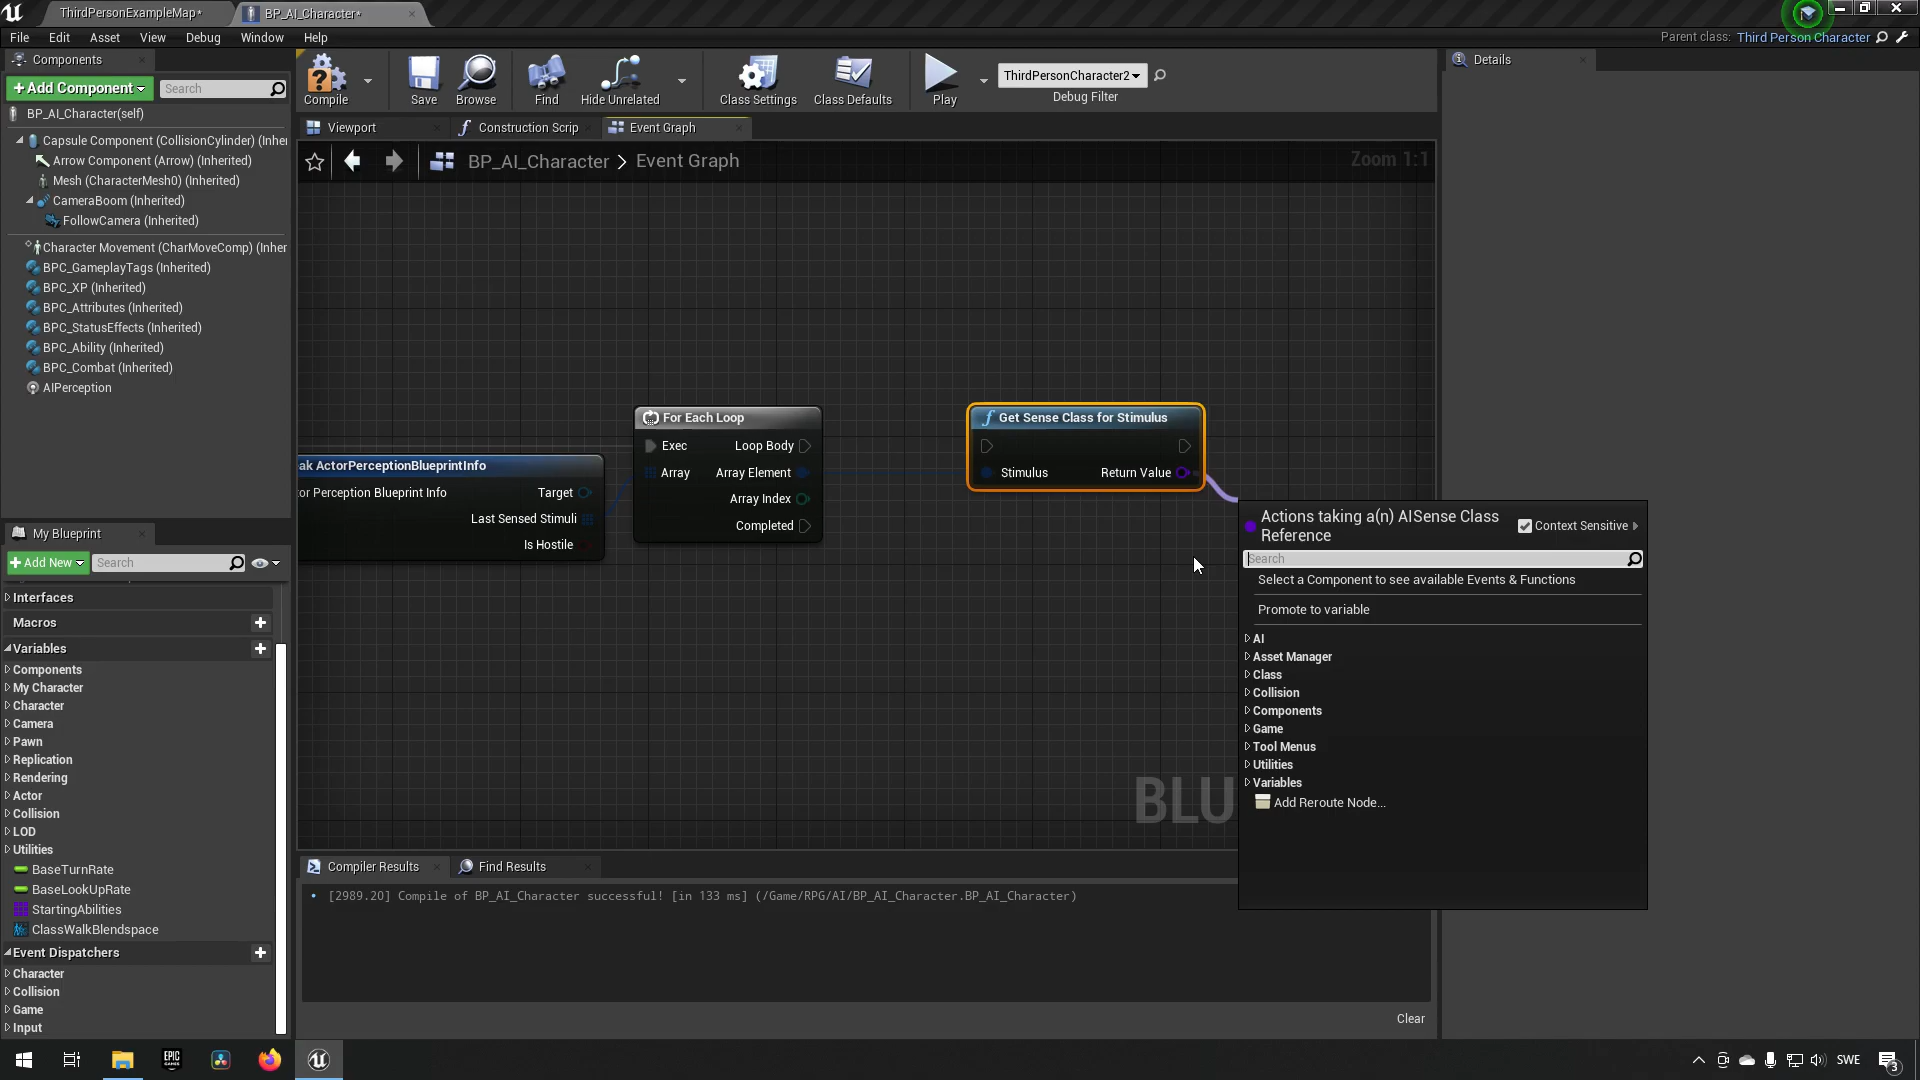 ThirdPersonExampleMap*
BP_AI_Character*
File
Edit
Asset
View
Debug
Window
Help
Parent class:
Third Person Character
Components
+Add Component
Search
BP_AI_Character(self)
Capsule Component (CollisionCylinder) (Inher
Arrow Component (Arrow) (Inherited)
Mesh (CharacterMesh0) (Inherited)
CameraBoom (Inherited)
FollowCamera (Inherited)
Character Movement (CharMoveComp) (Inher
BPC_GameplayTags (Inherited)
BPC_XP (Inherited)
BPC_Attributes (Inherited)
BPC_StatusEffects (Inherited)
BPC_Ability (Inherited)
BPC_Combat (Inherited)
AIPerception
Compile
Save
Browse
Find
Hide Unrelated
Class Settings
Class Defaults
Play
ThirdPersonCharacter2
Debug Filter
Details
Viewport
Construction Scrip
Event Graph
BP_AI_Character > Event Graph
Zoom 1:1
For Each Loop
Exec
Loop Body
Array
Array Element
Array Index
Completed
ak ActorPerceptionBlueprintInfo
or Perception Blueprint Info
Target
Last Sensed Stimuli
Is Hostile
Get Sense Class for Stimulus
Stimulus
Return Value
Actions taking a(n) AISense Class
Reference
Context Sensitive
Search
Select a Component to see available Events & Functions
Promote to variable
AI
Asset Manager
Class
Collision
Components
Game
Tool Menus
Utilities
Variables
Add Reroute Node...
BLU
My Blueprint
+Add New
Search
Interfaces
Macros
Variables
Components
My Character
Character
Camera
Pawn
Replication
Rendering
Actor
Collision
LOD
Utilities
BaseTurnRate
BaseLookUpRate
StartingAbilities
ClassWalkBlendspace
Event Dispatchers
Character
Collision
Game
Input
Compiler Results
Find Results
[2989.20] Compile of BP_AI_Character successful! [in 133 ms] (/Game/RPG/AI/BP_AI_Character.BP_AI_Character)
Clear
EPIC
GAMES
SWE
3